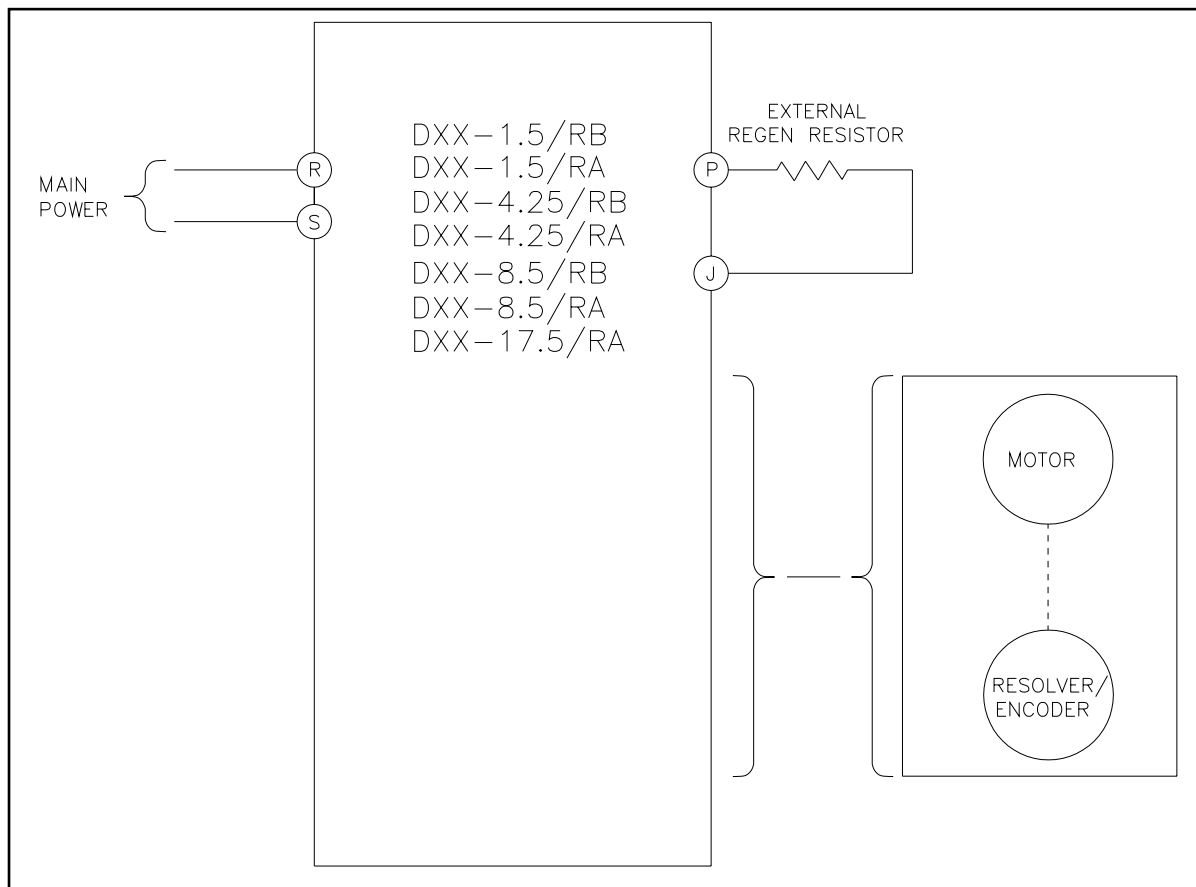 MAIN
POWER
R
S
DXX-1.5/RB
DXX-1.5/RA
DXX-4.25/RB
DXX-4.25/RA
DXX-8.5/RB
DXX-8.5/RA
DXX-17.5/RA
EXTERNAL
REGEN RESISTOR
P
J
MOTOR
RESOLVER/
ENCODER